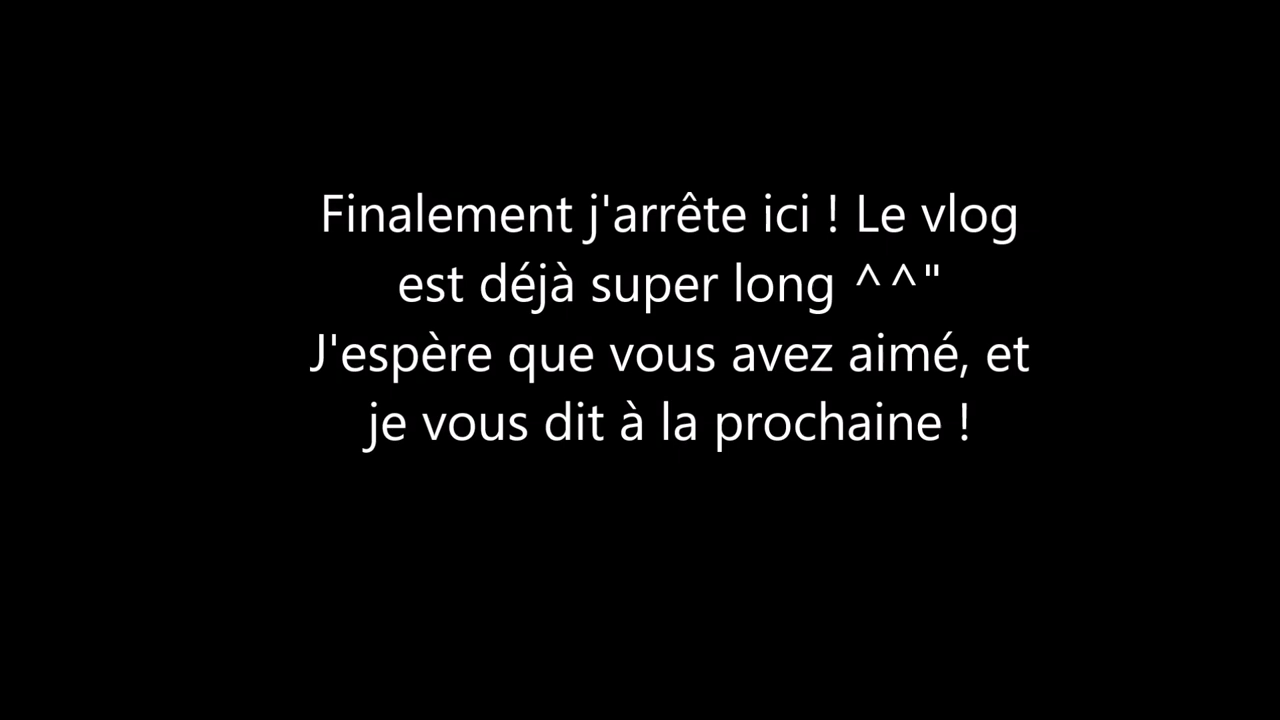 Finalement j'arrête ici ! Le vlog
est déjà super long ^^"
J'espère que vous avez aimé, et
je vous dit à la prochaine !